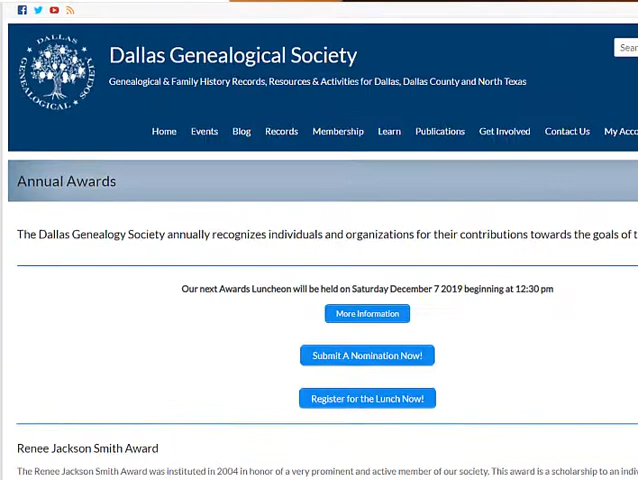 DALLAS GENEALOGICAL SOCIETY
Dallas Genealogical Society
Genealogical & Family History Records, Resources & Activities for Dallas, Dallas County and North Texas
Home Events Blog Records Membership Learn Publications Get Involved Contact Us My
Annual Awards
The Dallas Genealogy Society annually recognizes individuals and organizations for their contributions towards the goals of
Our next Awards Luncheon will be held on Saturday December 7 2019 beginning at 12:30 pm
More Information
Submit A Nomination Now!
Register for the Lunch Now!
Renee Jackson Smith Award
The Renee Jackson Smith Award was instituted in 2004 in honor of a very prominent and active member of our society. This award is a scholarship to an